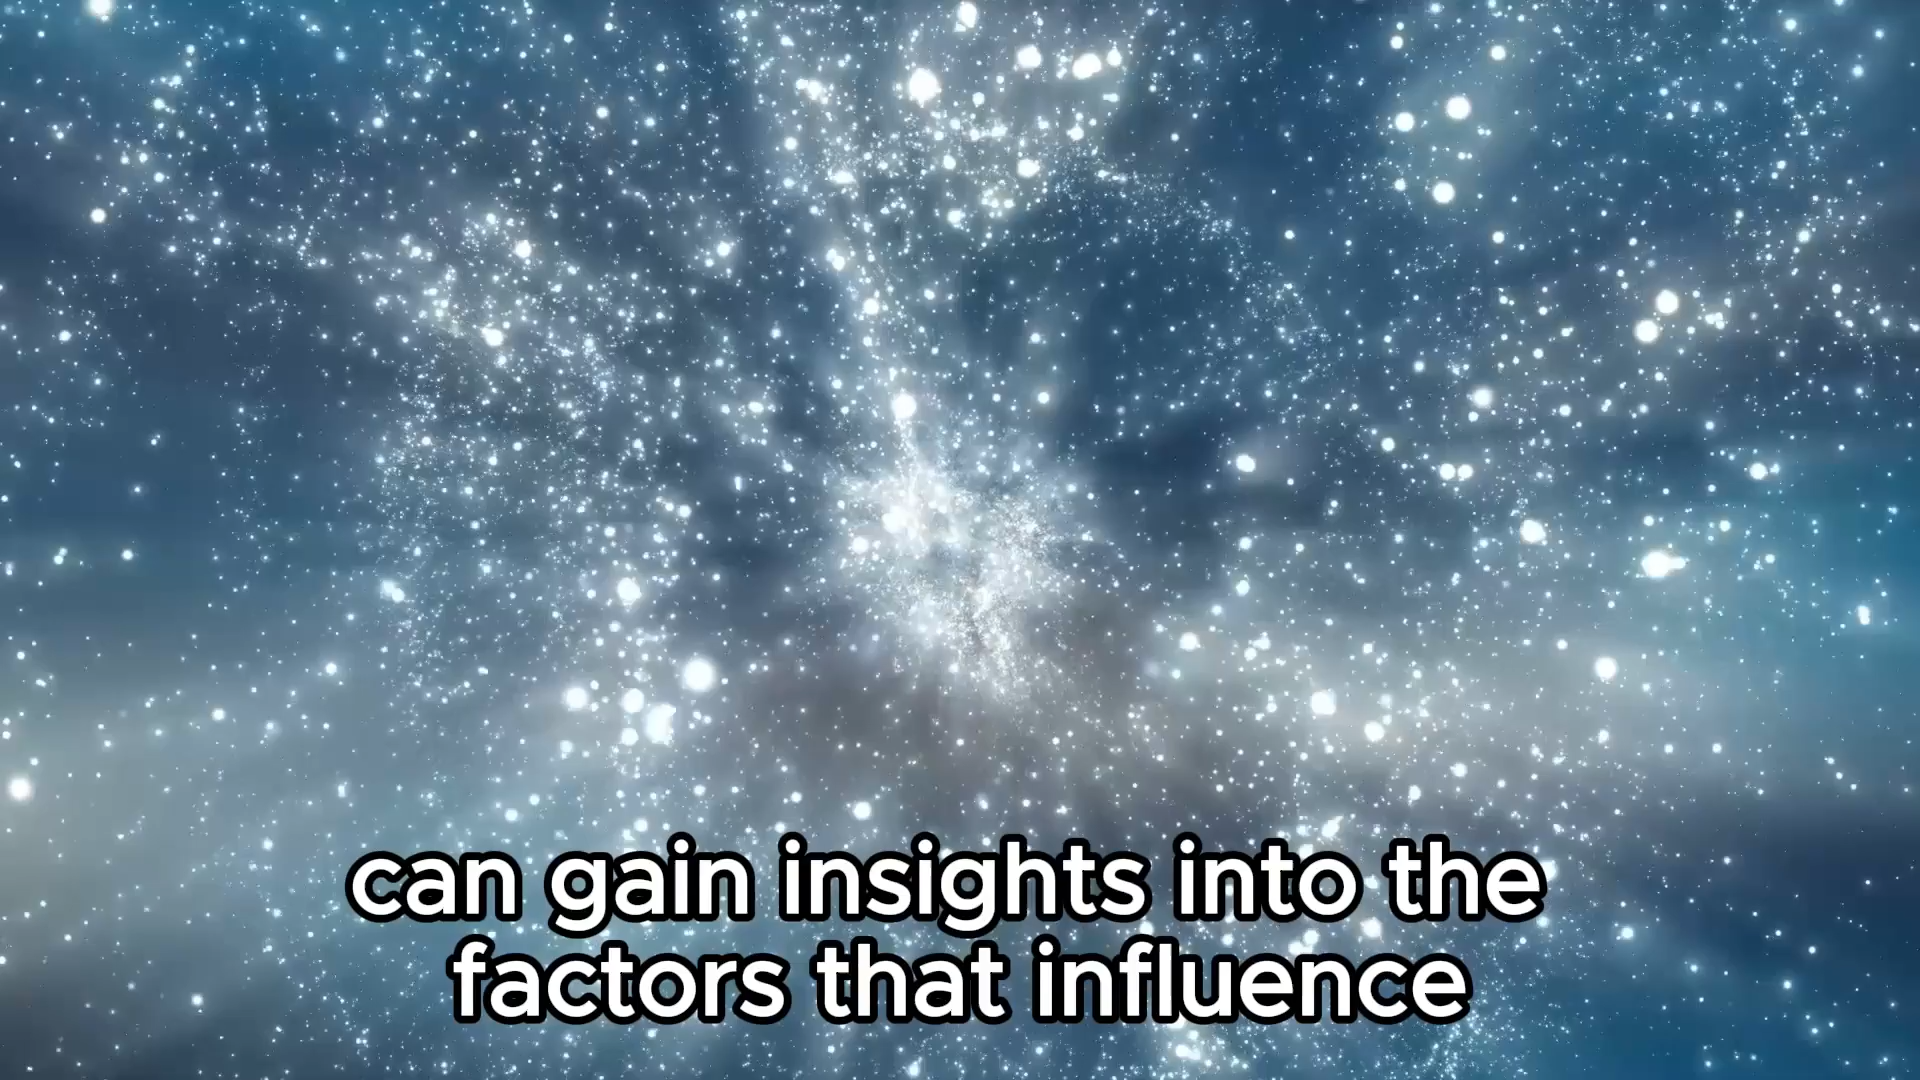 can gain insights into the
factors that influence